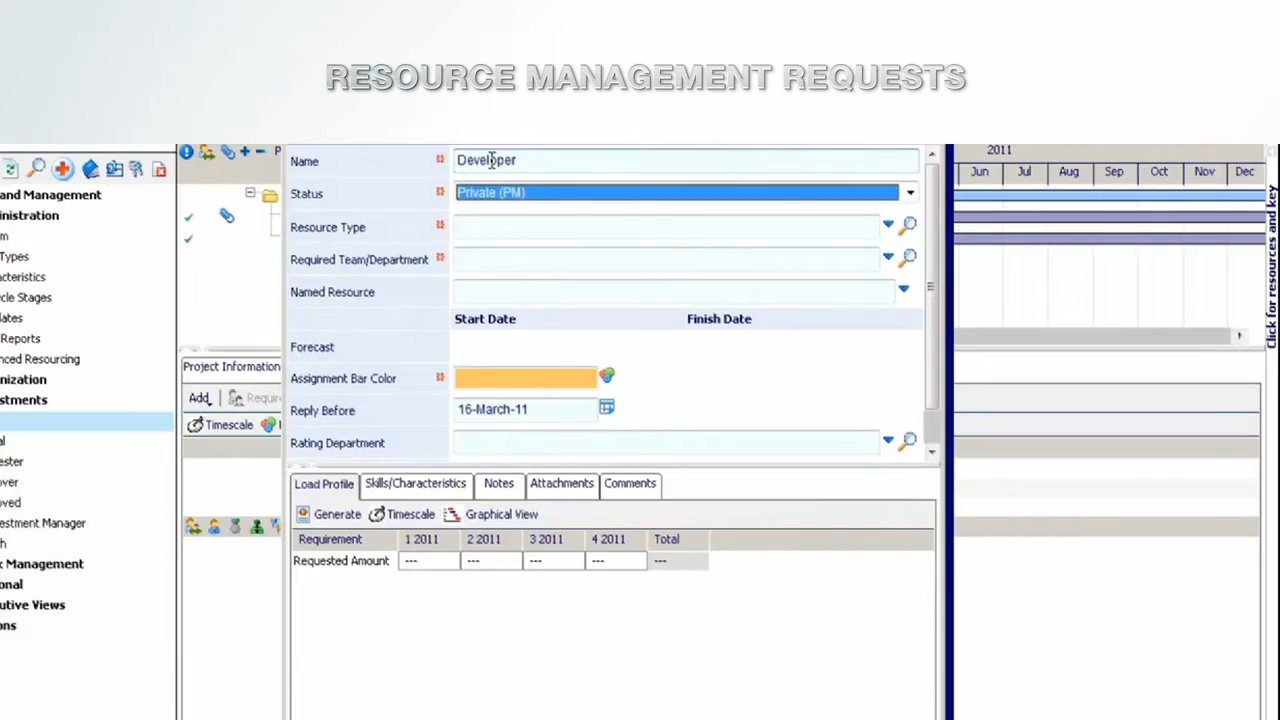 RESOURCE MANAGEMENT REQUESTS
and Management
inistration
m
Types
acteristics
cle Stages
lates
Reports
nced Resourcing
nization
stments
al
ester
over
oved
estment Manager
h
k Management
onal
utive Views
ons
P
Project Information
Add
Requir
Timescale
Name Developer
Status Private (PM)
Resource Type
Required Team/Department
Named Resource
Start Date Finish Date
Forecast
Assignment Bar Color
Reply Before 16-March-11
Rating Department
Load Profile Skills/Characteristics Notes Attachments Comments
Generate Timescale Graphical View
Requirement 1 2011 2 2011 3 2011 4 2011 Total
Requested Amount --- --- --- --- ---
2011
Jun Jul Aug Sep Oct Nov Dec
Click for resources and key